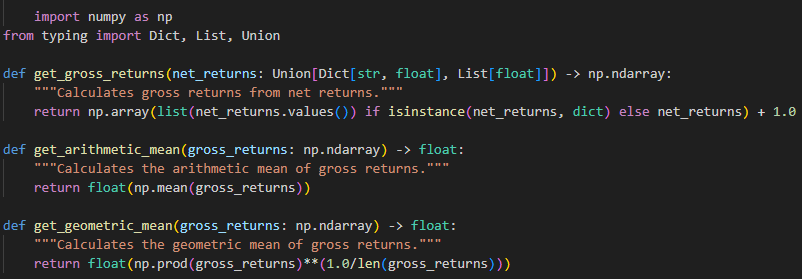 import numpy as np
from typing import Dict, List, Union

def get_gross_returns(net_returns: Union[Dict[str, float], List[float]]) -> np.ndarray:
    """Calculates gross returns from net returns."""
    return np.array(list(net_returns.values()) if isinstance(net_returns, dict) else net_returns) + 1.0

def get_arithmetic_mean(gross_returns: np.ndarray) -> float:
    """Calculates the arithmetic mean of gross returns."""
    return float(np.mean(gross_returns))

def get_geometric_mean(gross_returns: np.ndarray) -> float:
    """Calculates the geometric mean of gross returns."""
    return float(np.prod(gross_returns)**(1.0/len(gross_returns)))